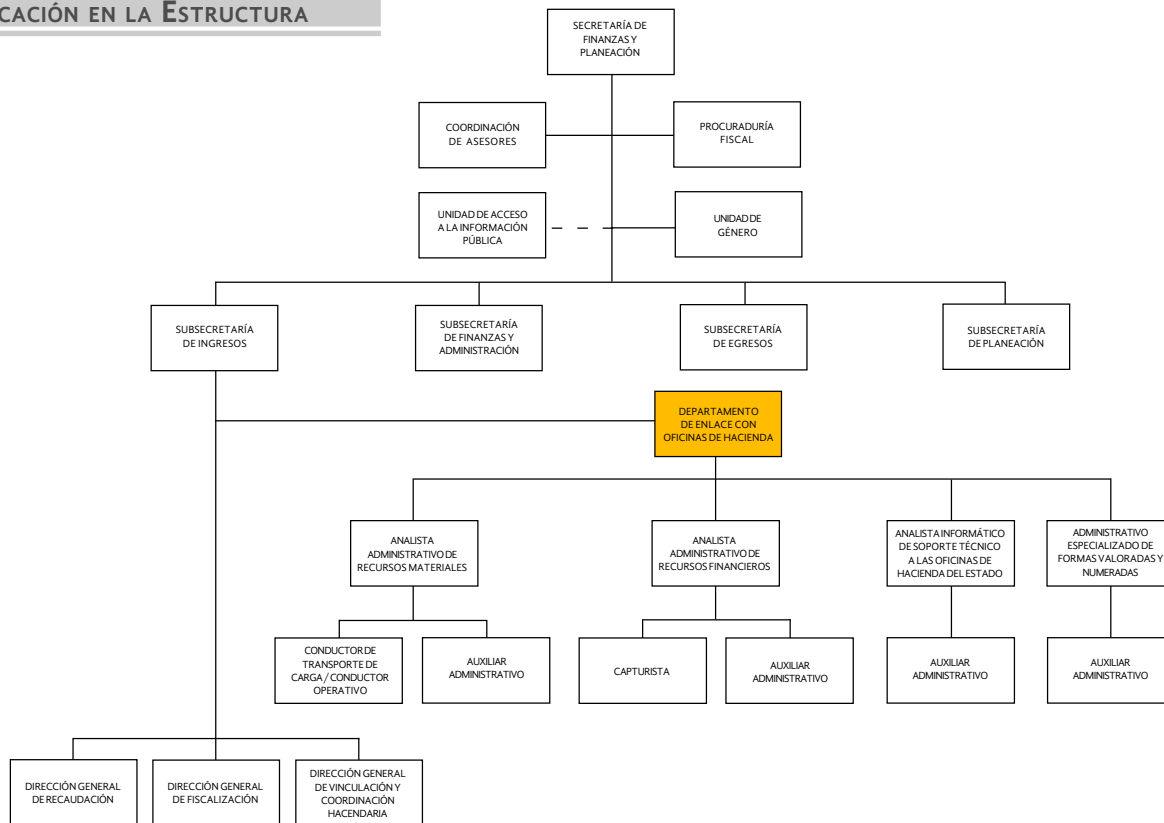 CACIÓN EN LA ESTRUCTURA
SECRETARÍA DE
FINANZAS Y
PLANEACIÓN
COORDINACIÓN
DE ASESORES
PROCURADURÍA
FISCAL
UNIDAD DE ACCESO
A LA INFORMACIÓN
PÚBLICA
UNIDAD DE
GÉNERO
SUBSECRETARÍA
DE INGRESOS
SUBSECRETARÍA
DE FINANZAS Y
ADMINISTRACIÓN
SUBSECRETARÍA
DE EGRESOS
SUBSECRETARÍA
DE PLANEACIÓN
DEPARTAMENTO
DE ENLACE CON
OFICINAS DE HACIENDA
ANALISTA
ADMINISTRATIVO DE
RECURSOS MATERIALES
ANALISTA
ADMINISTRATIVO DE
RECURSOS FINANCIEROS
ANALISTA INFORMÁTICO
DE SOPORTE TÉCNICO
A LAS OFICINAS DE
HACIENDA DEL ESTADO
ADMINISTRATIVO
ESPECIALIZADO DE
FORMAS VALORADAS Y
NUMERADAS
CONDUCTOR DE
TRANSPORTE DE
CARGA / CONDUCTOR
OPERATIVO
AUXILIAR
ADMINISTRATIVO
CAPTURISTA
AUXILIAR
ADMINISTRATIVO
AUXILIAR
ADMINISTRATIVO
AUXILIAR
ADMINISTRATIVO
DIRECCIÓN GENERAL
DE RECAUDACIÓN
DIRECCIÓN GENERAL
DE FISCALIZACIÓN
DIRECCIÓN GENERAL
DE VINCULACIÓN Y
COORDINACIÓN
HACENDARIA